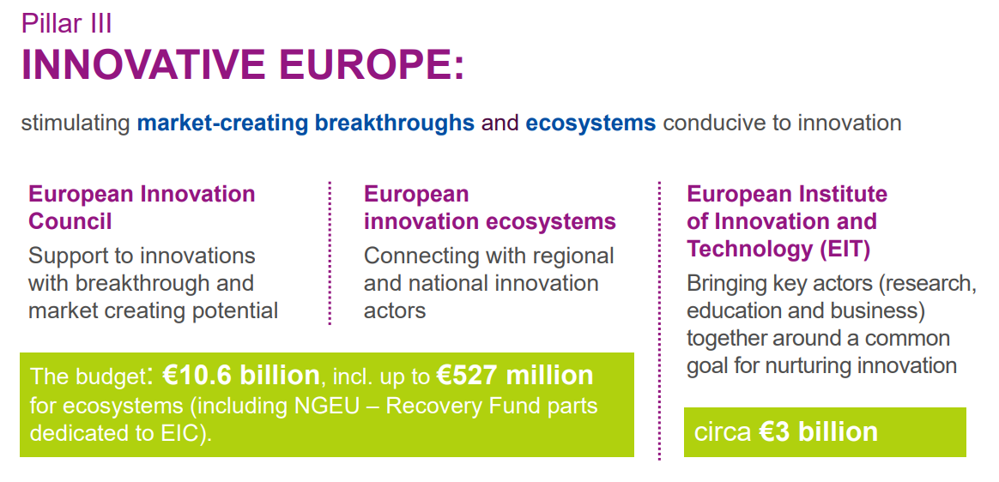 Pillar III
INNOVATIVE EUROPE:
stimulating market-creating breakthroughs and ecosystems conducive to innovation
European Innovation
Council
Support to innovations
with breakthrough and
market creating potential
European
innovation ecosystems
Connecting with regional
and national innovation
actors
The budget: €10.6 billion, incl. up to €527 million
for ecosystems (including NGEU – Recovery Fund parts
dedicated to EIC).
European Institute
of Innovation and
Technology (EIT)
Bringing key actors (research,
education and business)
together around a common
goal for nurturing innovation
circa €3 billion